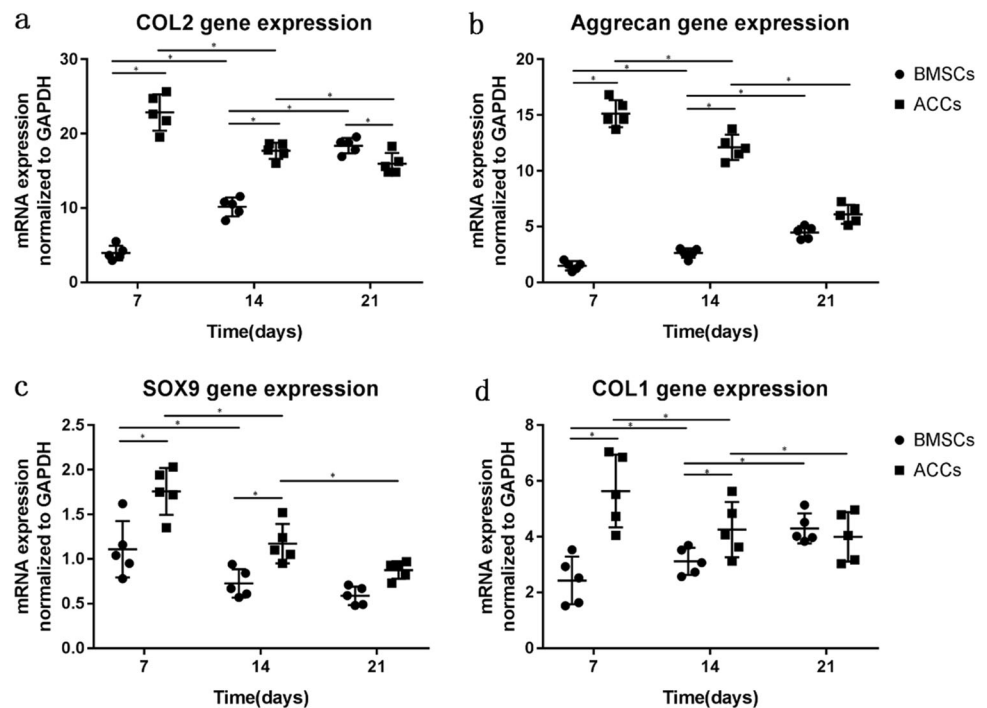 a
COL2 gene expression
mRNA expression
normalized to GAPDH
30
20
10
0
* * * * * * *
7 14 21
Time(days)
b
Aggrecan gene expression
mRNA expression
normalized to GAPDH
20
15
10
5
0
* * * * * *
7 14 21
Time(days)
BMSCs
ACCs
c
SOX9 gene expression
mRNA expression
normalized to GAPDH
2.5
2.0
1.5
1.0
0.5
0.0
* * * * *
7 14 21
Time(days)
d
COL1 gene expression
mRNA expression
normalized to GAPDH
8
6
4
2
0
* * * * * *
7 14 21
Time(days)
BMSCs
ACCs